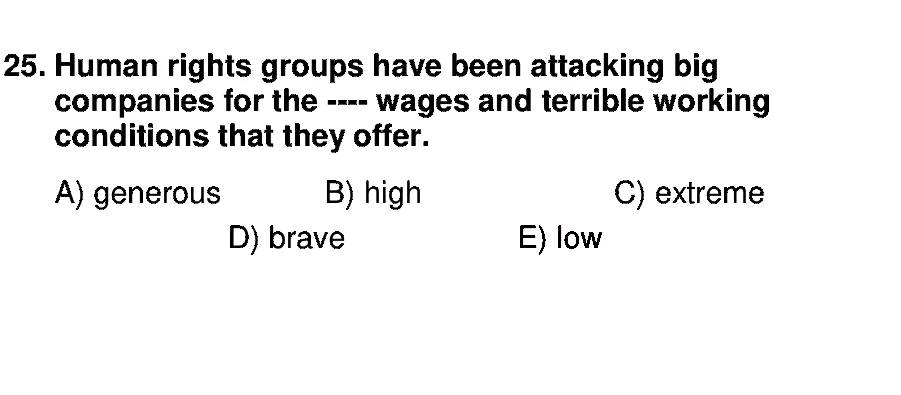 25. Human rights groups have been attacking big
companies for the ---- wages and terrible working
conditions that they offer.
A) generous B) high C) extreme
D) brave E) low